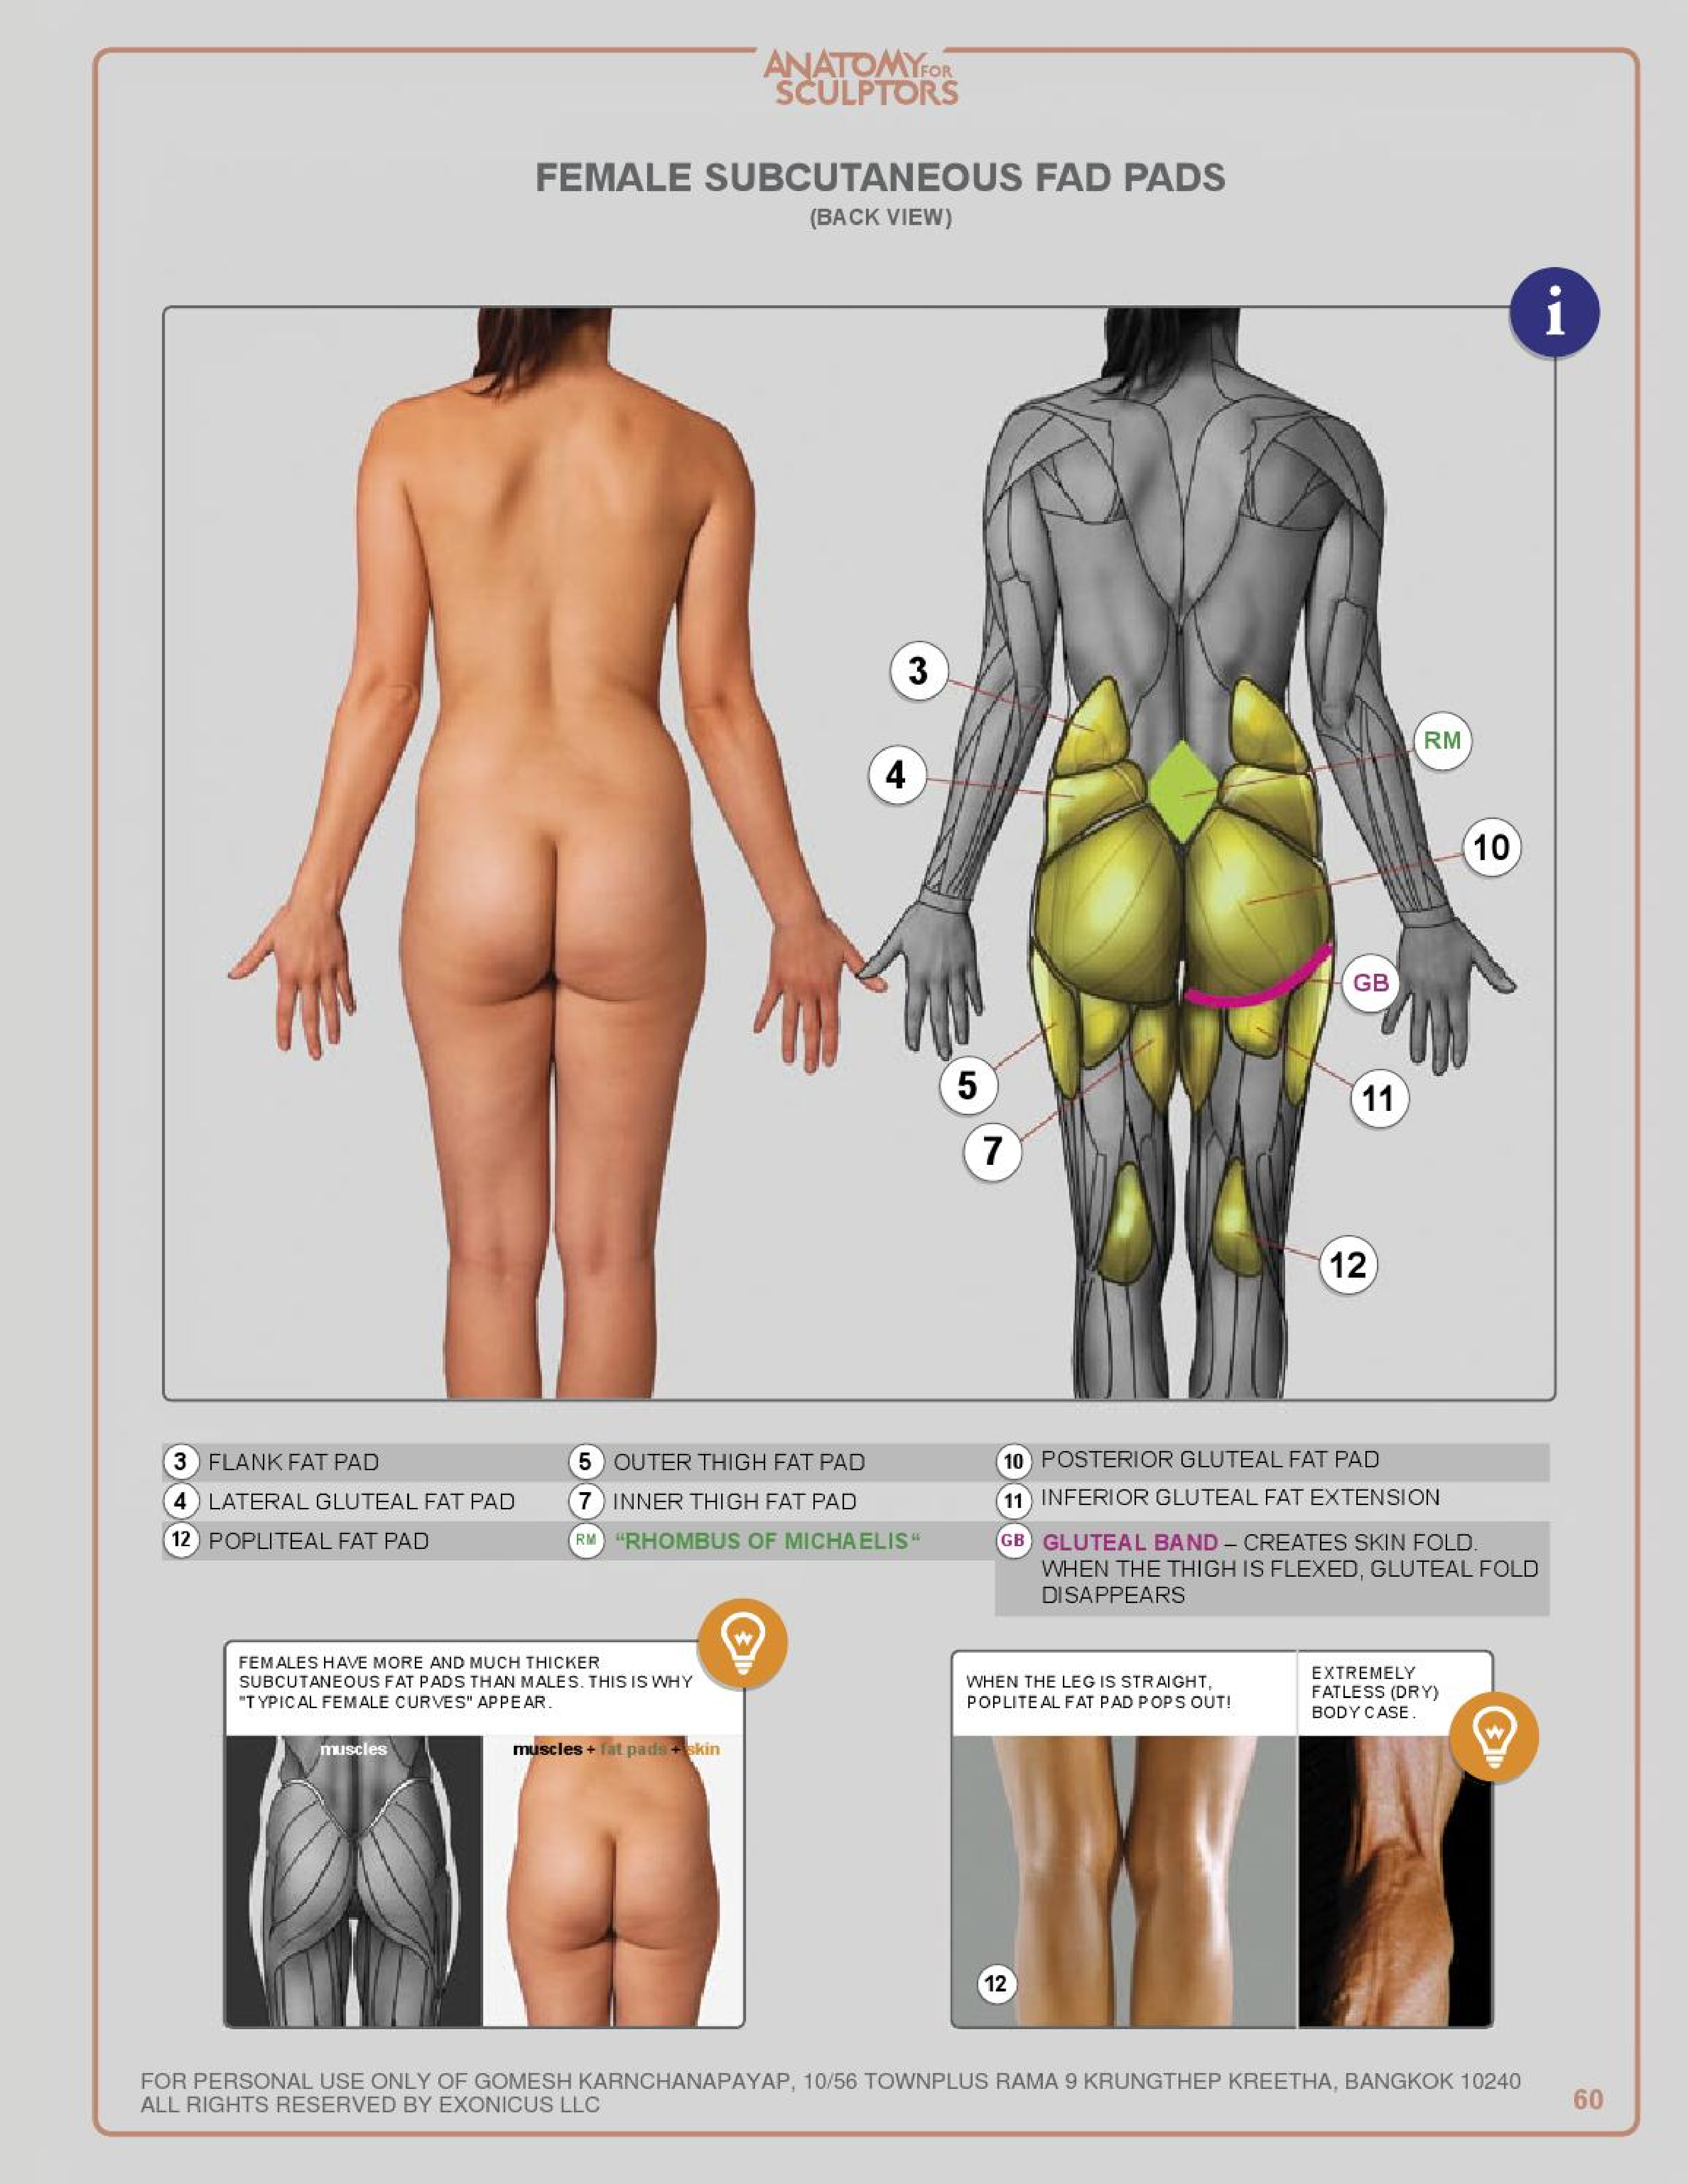 ANATOMY FOR
SCULPTORS
FEMALE SUBCUTANEOUS FAD PADS
(BACK VIEW)
i
3
4
RM
10
GB
5
11
7
12
3 FLANK FAT PAD
4 LATERAL GLUTEAL FAT PAD
12 POPLITEAL FAT PAD
5 OUTER THIGH FAT PAD
7 INNER THIGH FAT PAD
RM "RHOMBUS OF MICHAELIS"
10 POSTERIOR GLUTEAL FAT PAD
11 INFERIOR GLUTEAL FAT EXTENSION
GB GLUTEAL BAND – CREATES SKIN FOLD.
WHEN THE THIGH IS FLEXED, GLUTEAL FOLD
DISAPPEARS
FEMALES HAVE MORE AND MUCH THICKER
SUBCUTANEOUS FAT PADS THAN MALES. THIS IS WHY
"TYPICAL FEMALE CURVES" APPEAR.
muscles
muscles + fat pads + skin
WHEN THE LEG IS STRAIGHT,
POPLITEAL FAT PAD POPS OUT!
EXTREMELY
FATLESS (DRY)
BODY CASE.
12
FOR PERSONAL USE ONLY OF GOMESH KARNCHANAPAYAP, 10/56 TOWNPLUS RAMA 9 KRUNGTHEP KREETHA, BANGKOK 10240
ALL RIGHTS RESERVED BY EXONICUS LLC
60